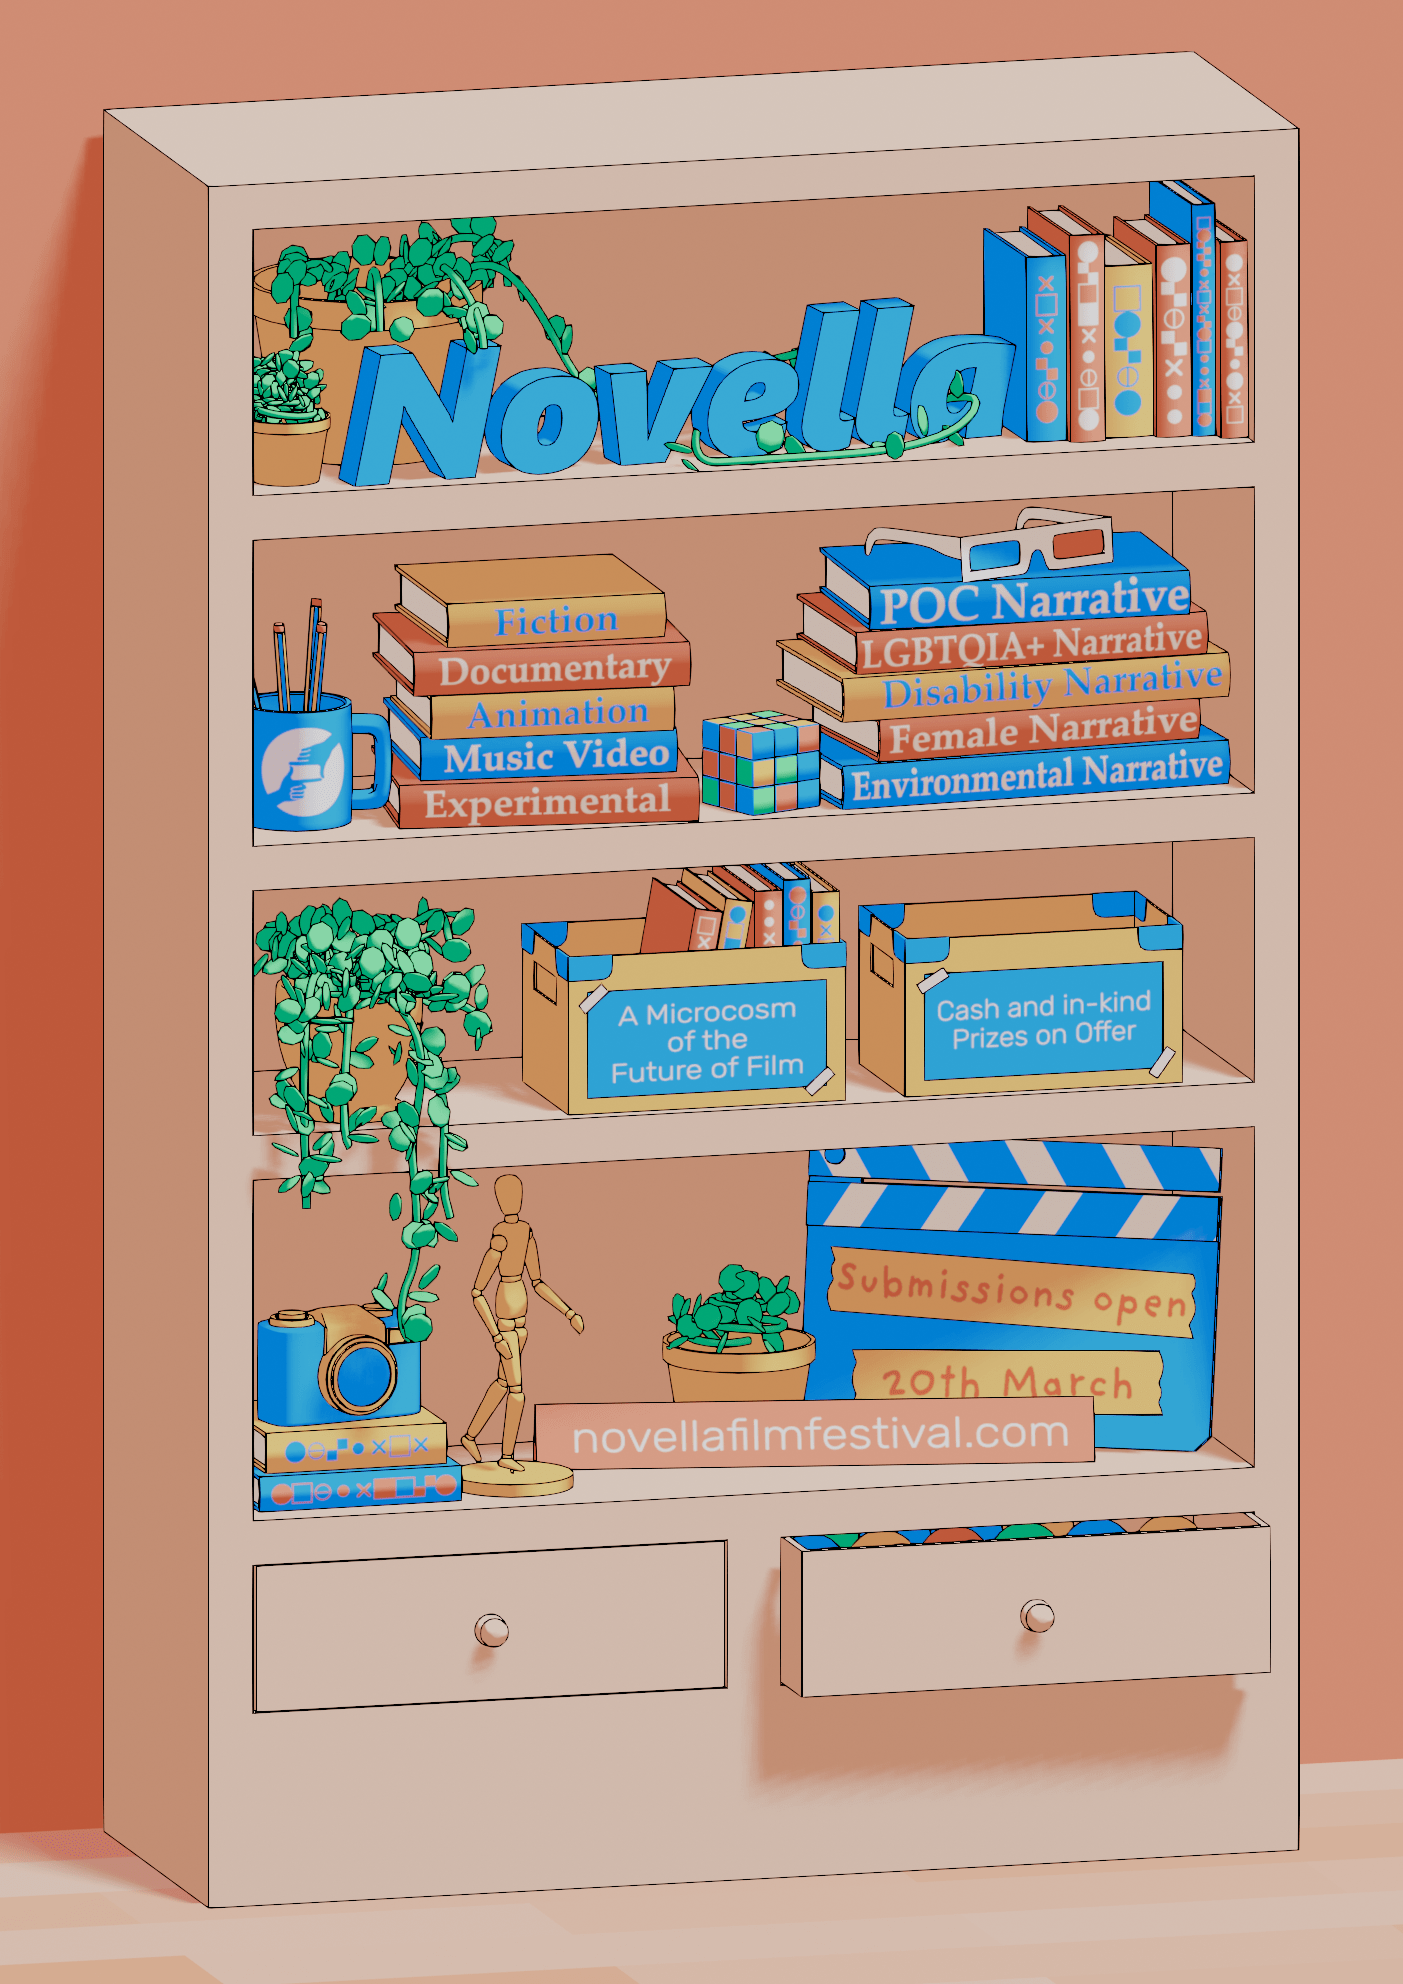 Novella
Fiction
Documentary
Animation
Music Video
Experimental
POC Narrative
LGBTQIA+ Narrative
Disability Narrative
Female Narrative
Environmental Narrative
A Microcosm
of the
Future of Film
Cash and in-kind
Prizes on Offer
Submissions open
20th March
novellafilmfestival.com